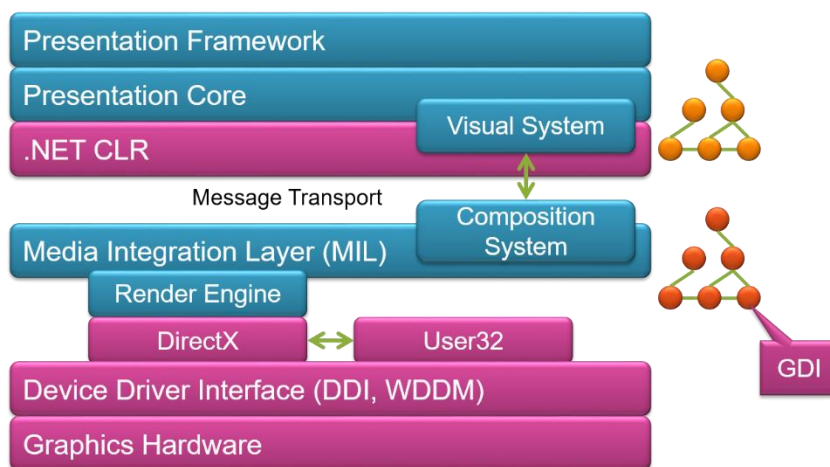 Presentation Framework
Presentation Core
Visual System
.NET CLR
Message Transport
Composition
System
Media Integration Layer (MIL)
Render Engine
DirectX
User32
GDI
Device Driver Interface (DDI, WDDM)
Graphics Hardware